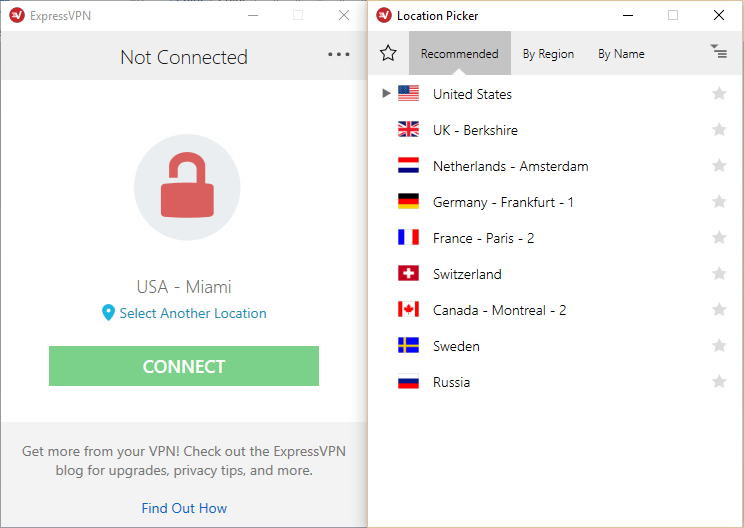 ExpressVPN
Not Connected
USA - Miami
Select Another Location
CONNECT
Get more from your VPN! Check out the ExpressVPN
blog for upgrades, privacy tips, and more.
Find Out How
Location Picker
Recommended
By Region
By Name
United States
UK - Berkshire
Netherlands - Amsterdam
Germany - Frankfurt - 1
France - Paris - 2
Switzerland
Canada - Montreal - 2
Sweden
Russia